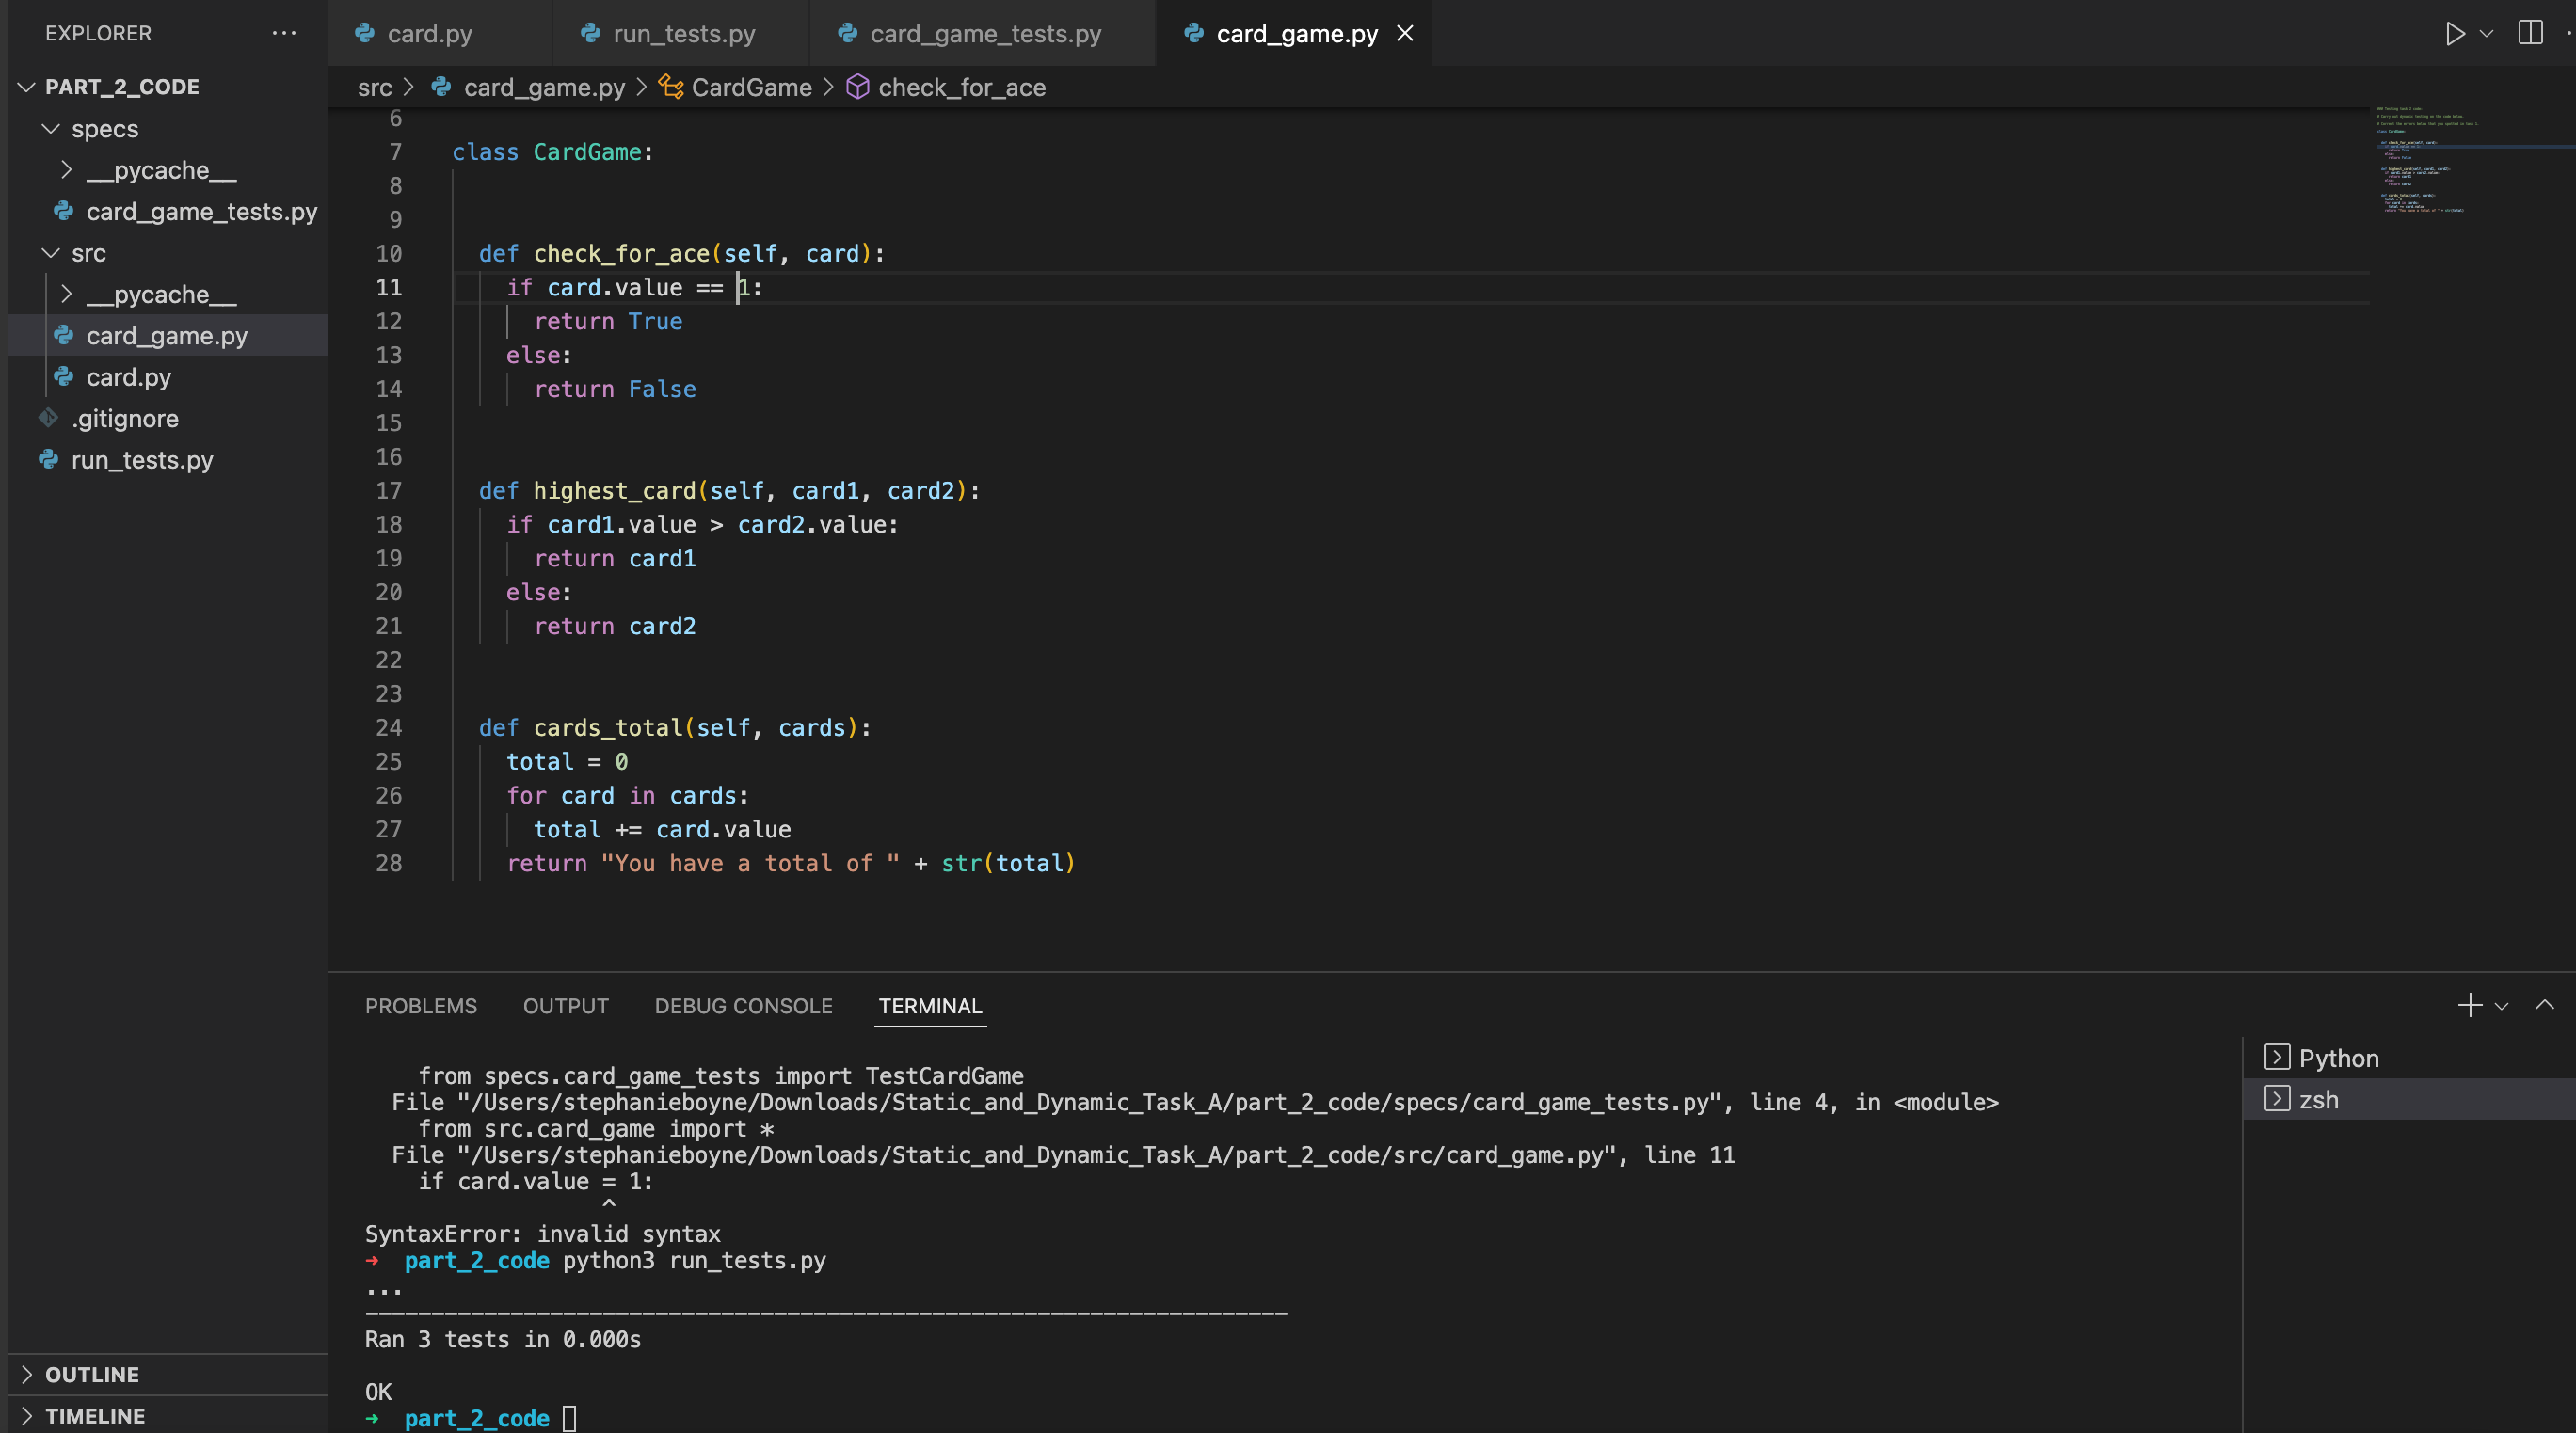 EXPLORER
PART_2_CODE
specs
__pycache__
card_game_tests.py
src
__pycache__
card_game.py
card.py
.gitignore
run_tests.py
OUTLINE
TIMELINE
card.py run_tests.py card_game_tests.py card_game.py
src > card_game.py > CardGame > check_for_ace
6
7 class CardGame:
8
9
10 def check_for_ace(self, card):
11 if card.value == 1:
12 return True
13 else:
14 return False
15
16
17 def highest_card(self, card1, card2):
18 if card1.value > card2.value:
19 return card1
20 else:
21 return card2
22
23
24 def cards_total(self, cards):
25 total = 0
26 for card in cards:
27 total += card.value
28 return "You have a total of " + str(total)
PROBLEMS OUTPUT DEBUG CONSOLE TERMINAL
from specs.card_game_tests import TestCardGame
File "/Users/stephanieboyne/Downloads/Static_and_Dynamic_Task_A/part_2_code/specs/card_game_tests.py", line 4, in <module>
from src.card_game import *
File "/Users/stephanieboyne/Downloads/Static_and_Dynamic_Task_A/part_2_code/src/card_game.py", line 11
if card.value = 1:
^
SyntaxError: invalid syntax
➜ part_2_code python3 run_tests.py
...
----------------------------------------------------------------------
Ran 3 tests in 0.000s
OK
➜ part_2_code
Python
zsh